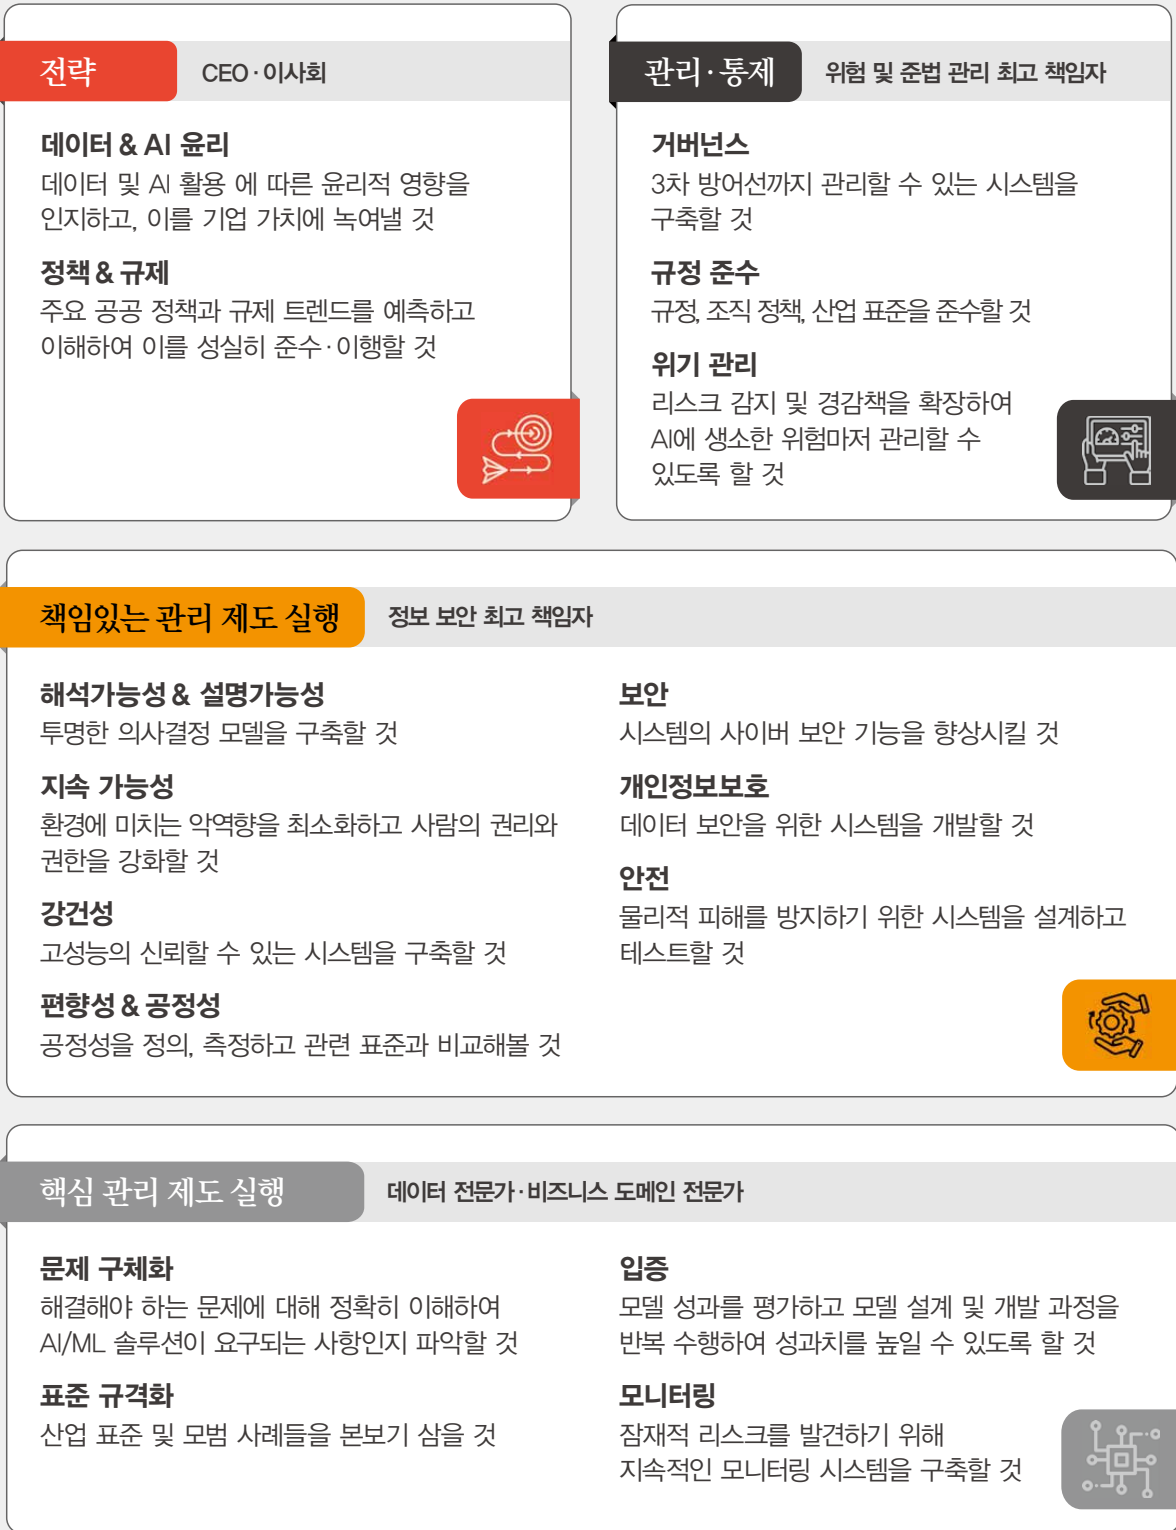 전략
CEO·이사회
데이터 & AI 윤리
데이터 및 AI 활용 에 따른 윤리적 영향을
인지하고, 이를 기업 가치에 녹여낼 것
정책 & 규제
주요 공공 정책과 규제 트렌드를 예측하고
이해하여 이를 성실히 준수·이행할 것
관리·통제
위험 및 준법 관리 최고 책임자
거버넌스
3차 방어선까지 관리할 수 있는 시스템을
구축할 것
규정 준수
규정, 조직 정책, 산업 표준을 준수할 것
위기 관리
리스크 감지 및 경감책을 확장하여
AI에 생소한 위험마저 관리할 수
있도록 할 것
책임있는 관리 제도 실행
정보 보안 최고 책임자
해석가능성 & 설명가능성
투명한 의사결정 모델을 구축할 것
지속 가능성
환경에 미치는 악역향을 최소화하고 사람의 권리와
권한을 강화할 것
강건성
고성능의 신뢰할 수 있는 시스템을 구축할 것
편향성 & 공정성
공정성을 정의, 측정하고 관련 표준과 비교해볼 것
보안
시스템의 사이버 보안 기능을 향상시킬 것
개인정보보호
데이터 보안을 위한 시스템을 개발할 것
안전
물리적 피해를 방지하기 위한 시스템을 설계하고
테스트할 것
핵심 관리 제도 실행
데이터 전문가·비즈니스 도메인 전문가
문제 구체화
해결해야 하는 문제에 대해 정확히 이해하여
AI/ML 솔루션이 요구되는 사항인지 파악할 것
표준 규격화
산업 표준 및 모범 사례들을 본보기 삼을 것
입증
모델 성과를 평가하고 모델 설계 및 개발 과정을
반복 수행하여 성과치를 높일 수 있도록 할 것
모니터링
잠재적 리스크를 발견하기 위해
지속적인 모니터링 시스템을 구축할 것